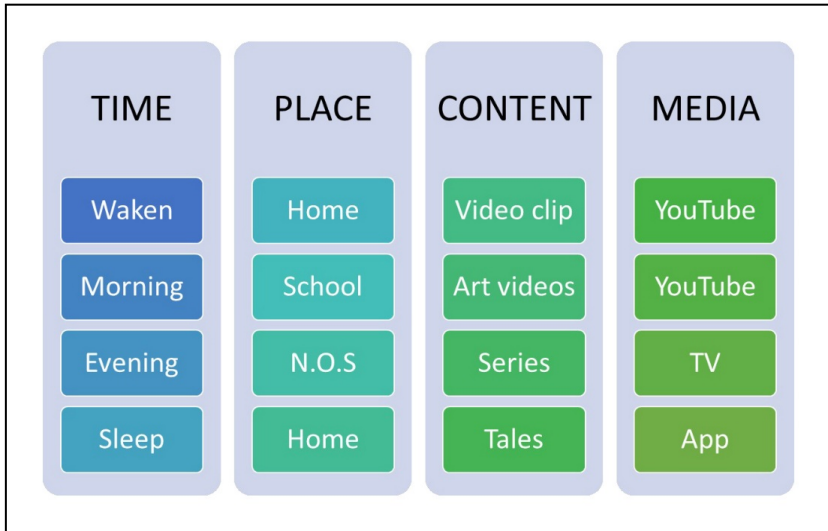 TIME
Waken
Morning
Evening
Sleep
PLACE
Home
School
N.O.S
Home
CONTENT
Video clip
Art videos
Series
Tales
MEDIA
YouTube
YouTube
TV
App